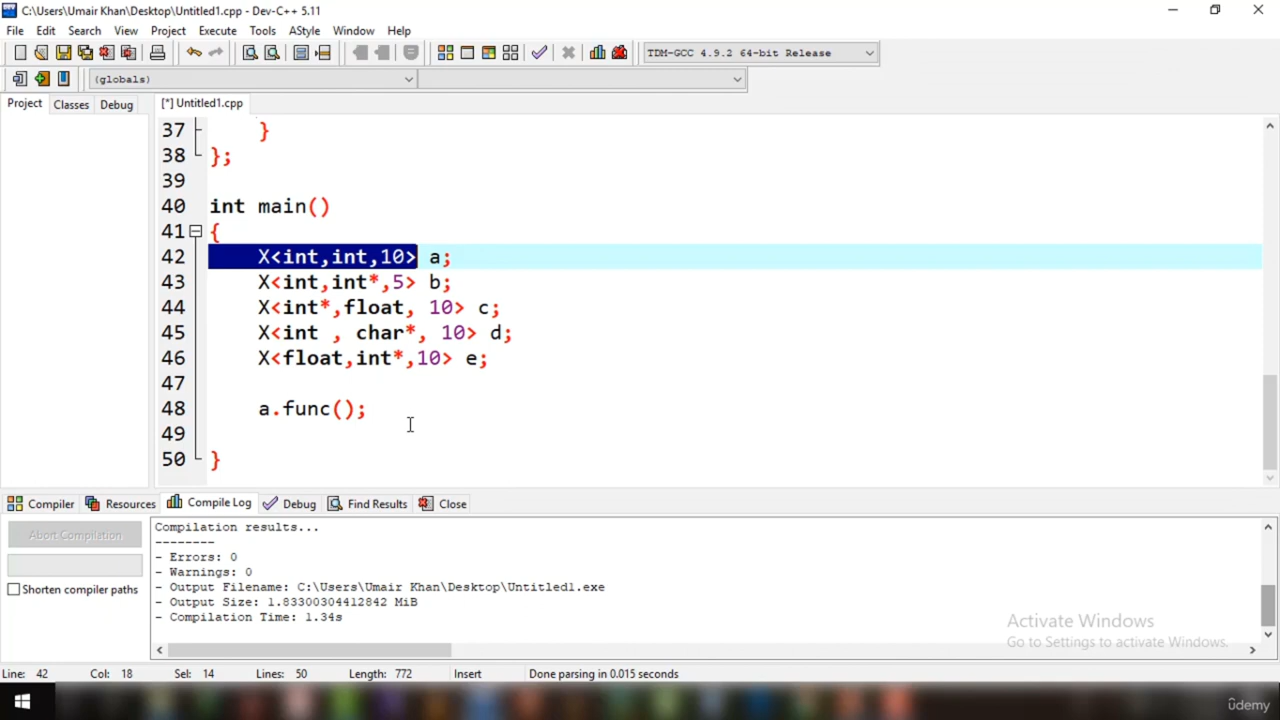 C:\Users\Umair Khan\Desktop\Untitled1.cpp - Dev-C++ 5.11
File Edit Search View Project Execute Tools AStyle Window Help
TDM-GCC 4.9.2 64-bit Release
(globals)
Project Classes Debug [*] Untitled1.cpp
37 }
38 };
39
40 int main()
41 {
42 X<int,int,10> a;
43 X<int,int*,5> b;
44 X<int*,float, 10> c;
45 X<int , char*, 10> d;
46 X<float,int*,10> e;
47
48 a.func();
49
50 }
Compiler Resources Compile Log Debug Find Results Close
Abort Compilation
Shorten compiler paths
Compilation results...
--------
- Errors: 0
- Warnings: 0
- Output Filename: C:\Users\Umair Khan\Desktop\Untitled1.exe
- Output Size: 1.83300304412842 MiB
- Compilation Time: 1.34s
Activate Windows
Go to Settings to activate Windows.
Line: 42 Col: 18 Sel: 14 Lines: 50 Length: 772 Insert Done parsing in 0.015 seconds
ûdemy